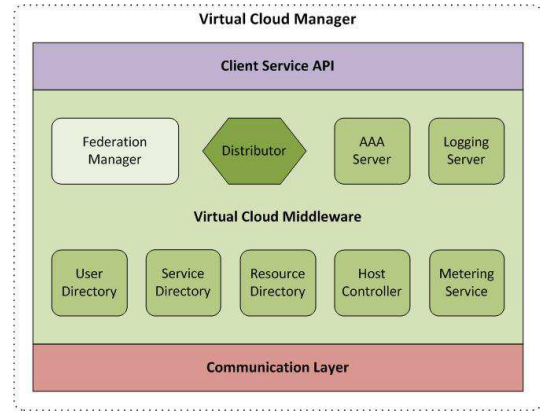 Virtual Cloud Manager
Client Service API
Federation
Manager
Distributor
AAA
Server
Logging
Server
Virtual Cloud Middleware
User
Directory
Service
Directory
Resource
Directory
Host
Controller
Metering
Service
Communication Layer